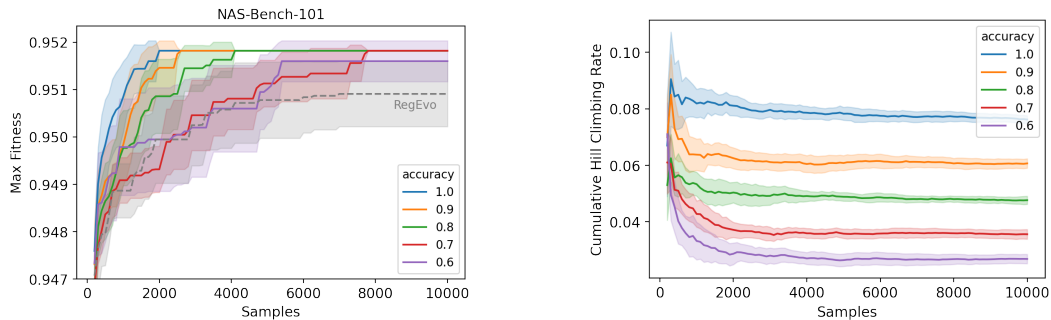 NAS-Bench-101
Max Fitness
0.952
0.951
0.950
0.949
0.948
0.947
RegEvo
accuracy
1.0
0.9
0.8
0.7
0.6
0 2000 4000 6000 8000 10000
Samples
Cumulative Hill Climbing Rate
0.10
0.08
0.06
0.04
accuracy
1.0
0.9
0.8
0.7
0.6
0 2000 4000 6000 8000 10000
Samples